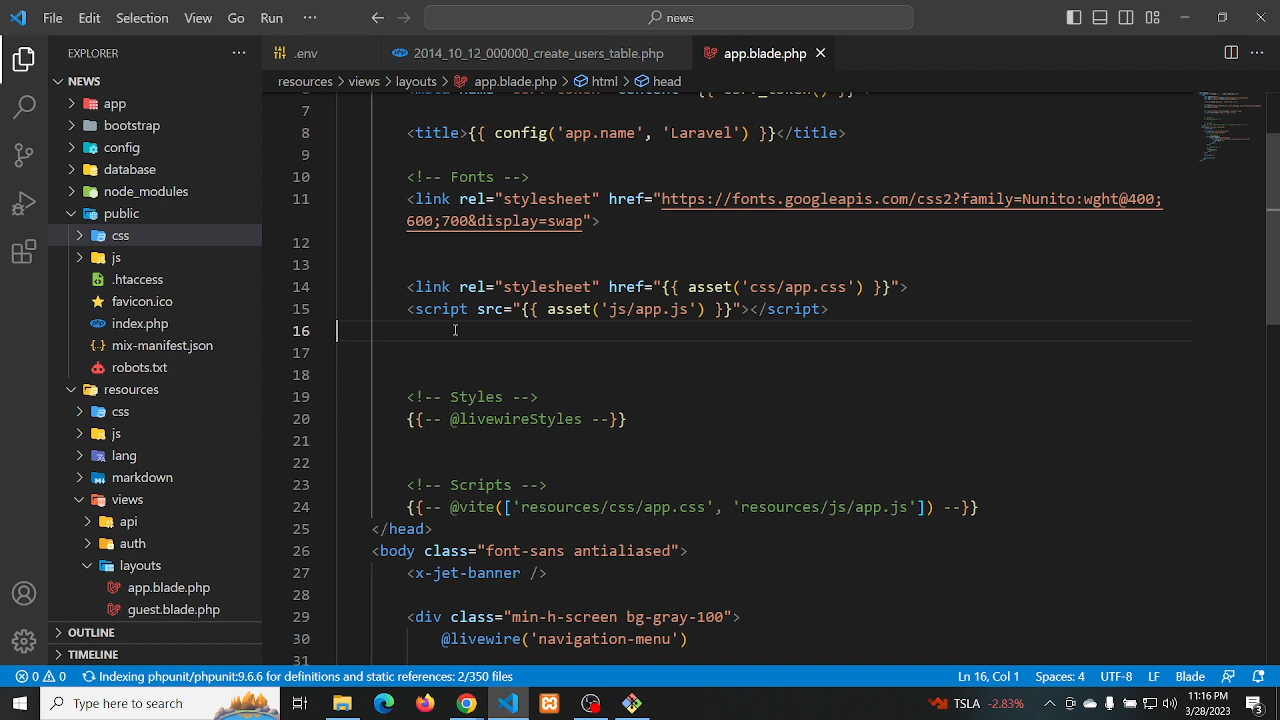 File Edit Selection View Go Run ···
news
EXPLORER
.env
2014_10_12_000000_create_users_table.php
app.blade.php
NEWS
resources > views > layouts > app.blade.php > html > head
app
bootstrap
config
database
node_modules
public
css
js
.htaccess
favicon.ico
index.php
mix-manifest.json
robots.txt
resources
css
js
lang
markdown
views
api
auth
layouts
app.blade.php
guest.blade.php
OUTLINE
TIMELINE
7
8 <title>{{ config('app.name', 'Laravel') }}</title>
9
10 <!-- Fonts -->
11 <link rel="stylesheet" href="https://fonts.googleapis.com/css2?family=Nunito:wght@400;
600;700&display=swap">
12
13
14 <link rel="stylesheet" href="{{ asset('css/app.css') }}">
15 <script src="{{ asset('js/app.js') }}"></script>
16
17
18
19 <!-- Styles -->
20 {{-- @livewireStyles --}}
21
22
23 <!-- Scripts -->
24 {{-- @vite(['resources/css/app.css', 'resources/js/app.js']) --}}
25 </head>
26 <body class="font-sans antialiased">
27 <x-jet-banner />
28
29 <div class="min-h-screen bg-gray-100">
30 @livewire('navigation-menu')
31
0 0 Indexing phpunit/phpunit:9.6.6 for definitions and static references: 2/350 files
Ln 16, Col 1 Spaces: 4 UTF-8 LF Blade
Type here to search
TSLA -2.83%
11:16 PM
3/28/2023
3